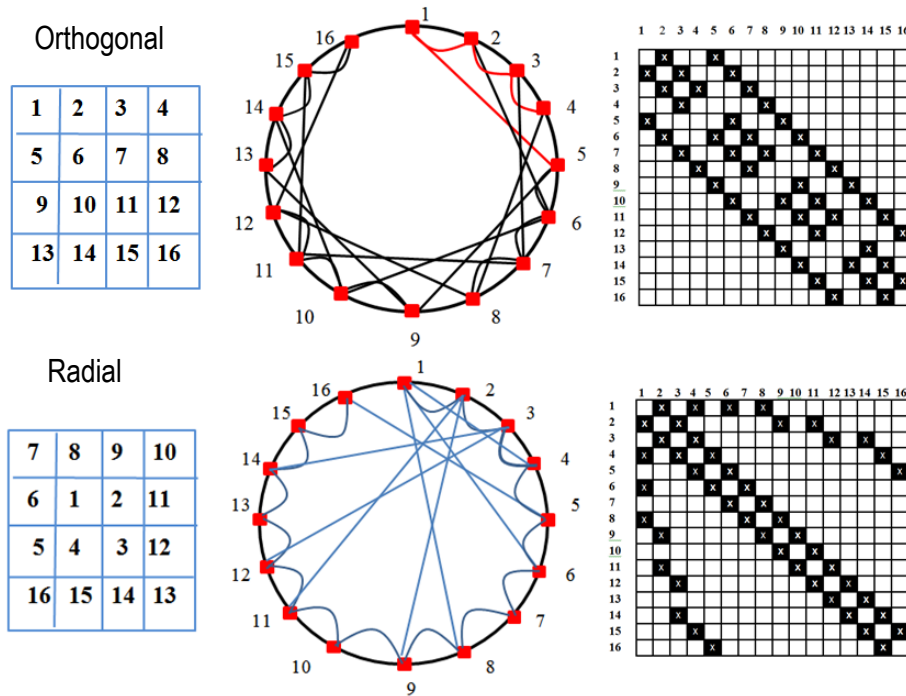 Orthogonal
1 2 3 4
5 6 7 8
9 10 11 12
13 14 15 16
1
2
3
4
5
6
7
8
9
10
11
12
13
14
15
16
1 2 3 4 5 6 7 8 9 10 11 12 13 14 15 16
1 X X
2 X X X
3 X X X
4 X X
5 X X X
6 X X X X
7 X X X X
8 X X X
9 X X X
10 X X X X
11 X X X X
12 X X X
13 X X
14 X X X
15 X X X
16 X X
Radial
7 8 9 10
6 1 2 11
5 4 3 12
16 15 14 13
1
2
3
4
5
6
7
8
9
10
11
12
13
14
15
16
1 2 3 4 5 6 7 8 9 10 11 12 13 14 15 16
1 X X X X
2 X X X X
3 X X X X
4 X X X X
5 X X X
6 X X X
7 X X
8 X X X
9 X X X
10 X X
11 X X X
12 X X X
13 X X
14 X X X
15 X X X
16 X X